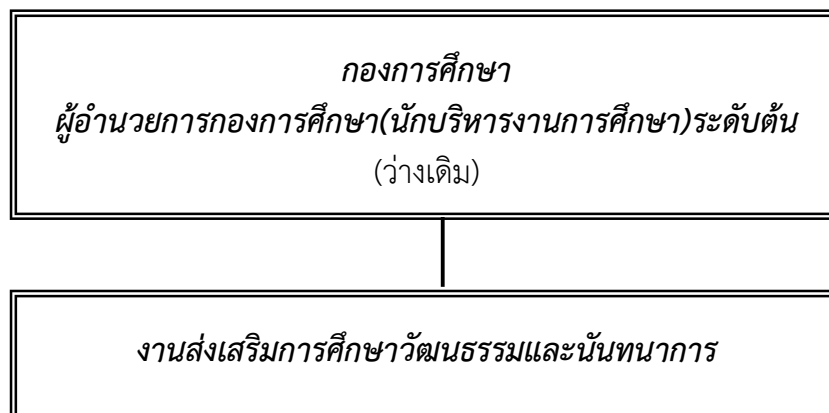 กองการศึกษา
ผู้อำนวยการกองการศึกษา(นักบริหารงานการศึกษา)ระดับต้น
(ว่างเดิม)
งานส่งเสริมการศึกษาวัฒนธรรมและนันทนาการ